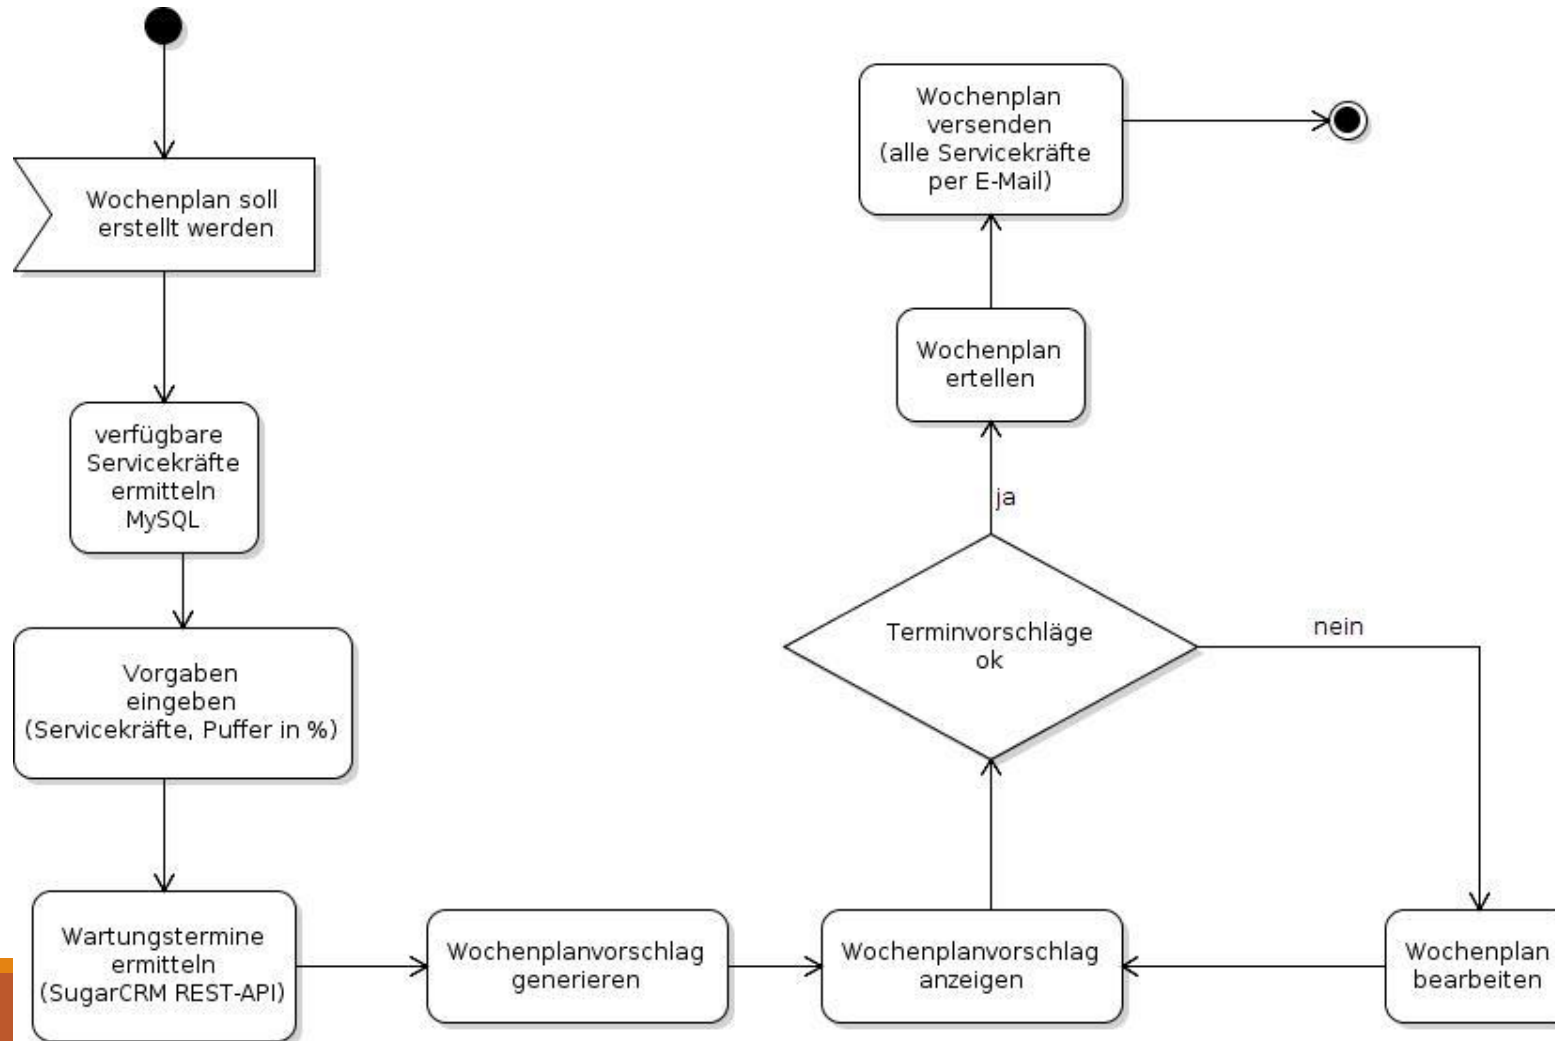 Wochenplan soll
erstellt werden
verfügbare
Servicekräfte
ermitteln
MySQL
Vorgaben
eingeben
(Servicekräfte, Puffer in %)
Wartungstermine
ermitteln
(SugarCRM REST-API)
Wochenplanvorschlag
generieren
Wochenplanvorschlag
anzeigen
Terminvorschläge
ok
nein
Wochenplan
bearbeiten
ja
Wochenplan
ertellen
Wochenplan
versenden
(alle Servicekräfte
per E-Mail)